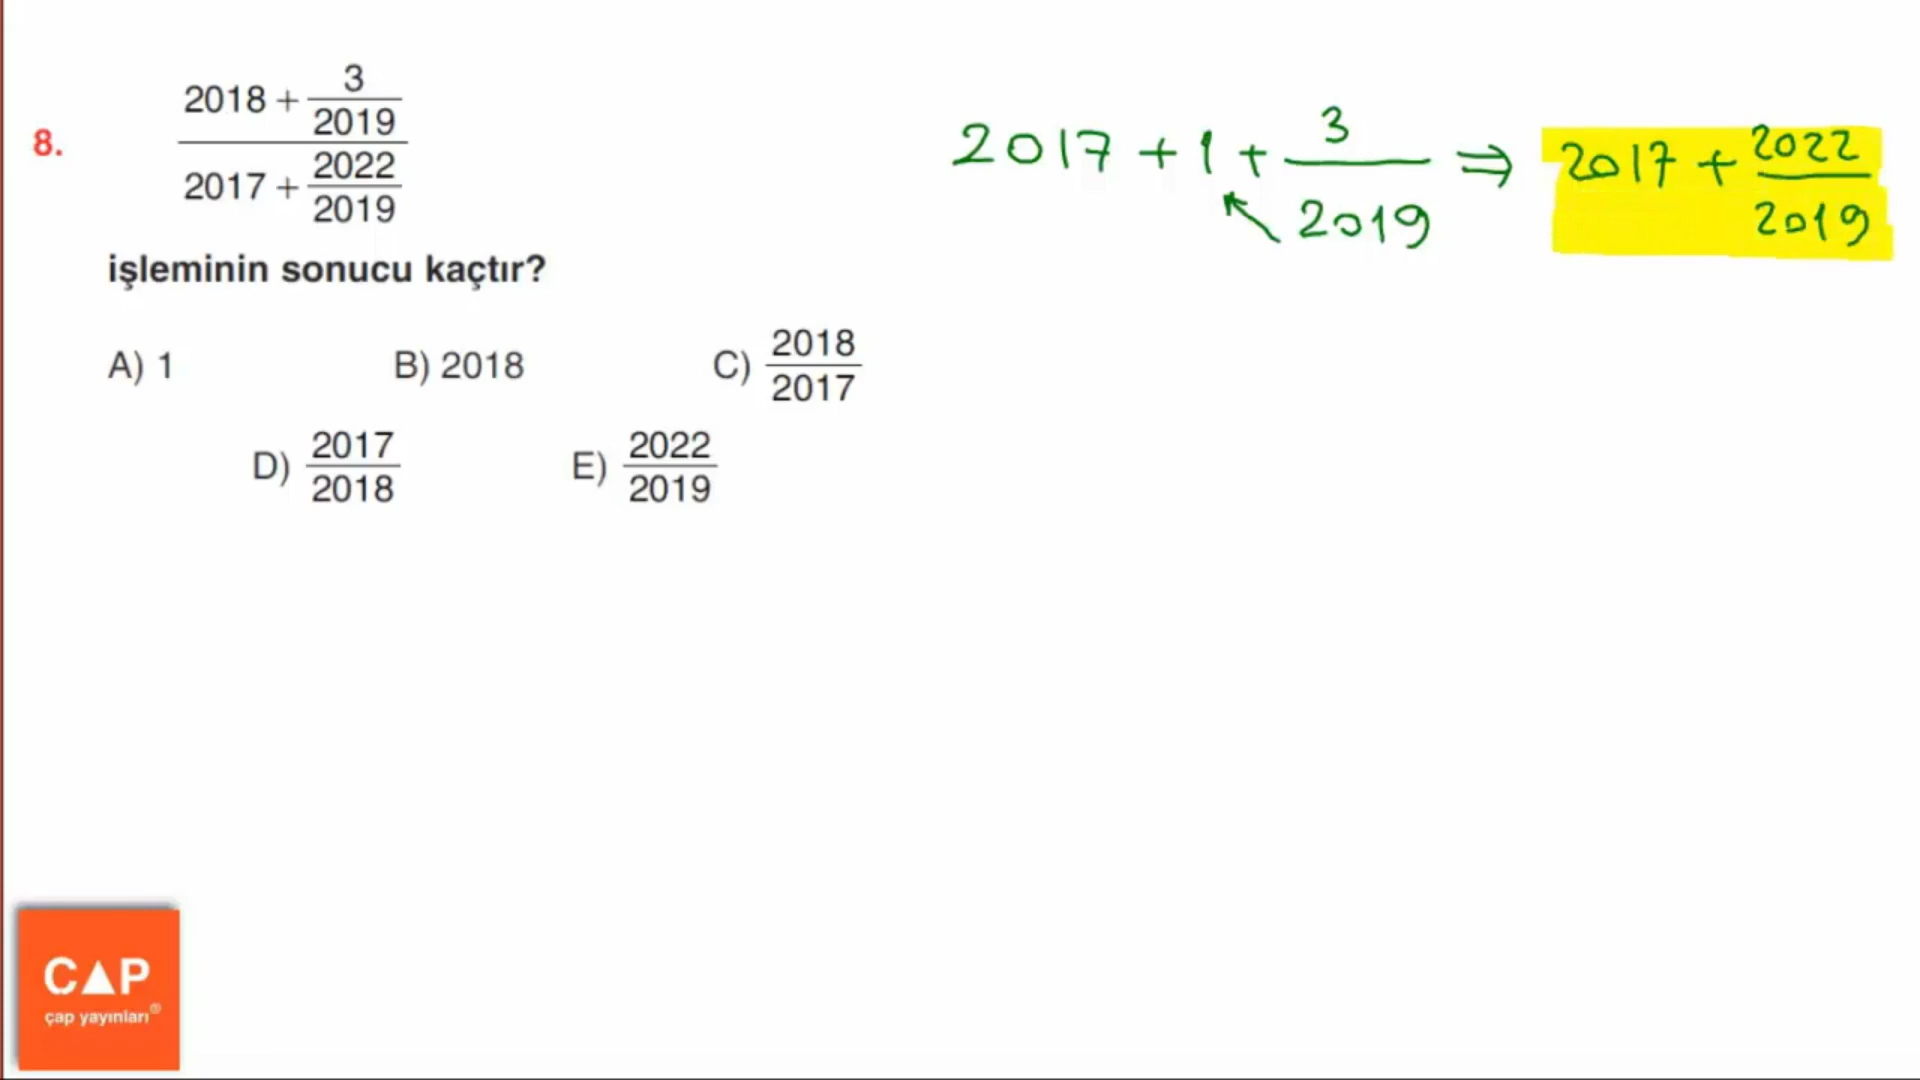 8.
2018 + 3/2019
2017 + 2022/2019
işleminin sonucu kaçtır?
A) 1 B) 2018 C) 2018/2017
D) 2017/2018 E) 2022/2019
2017 + 1 + 3/2019 ⇒ 2017 + 2022/2019
CAP
çap yayınları®